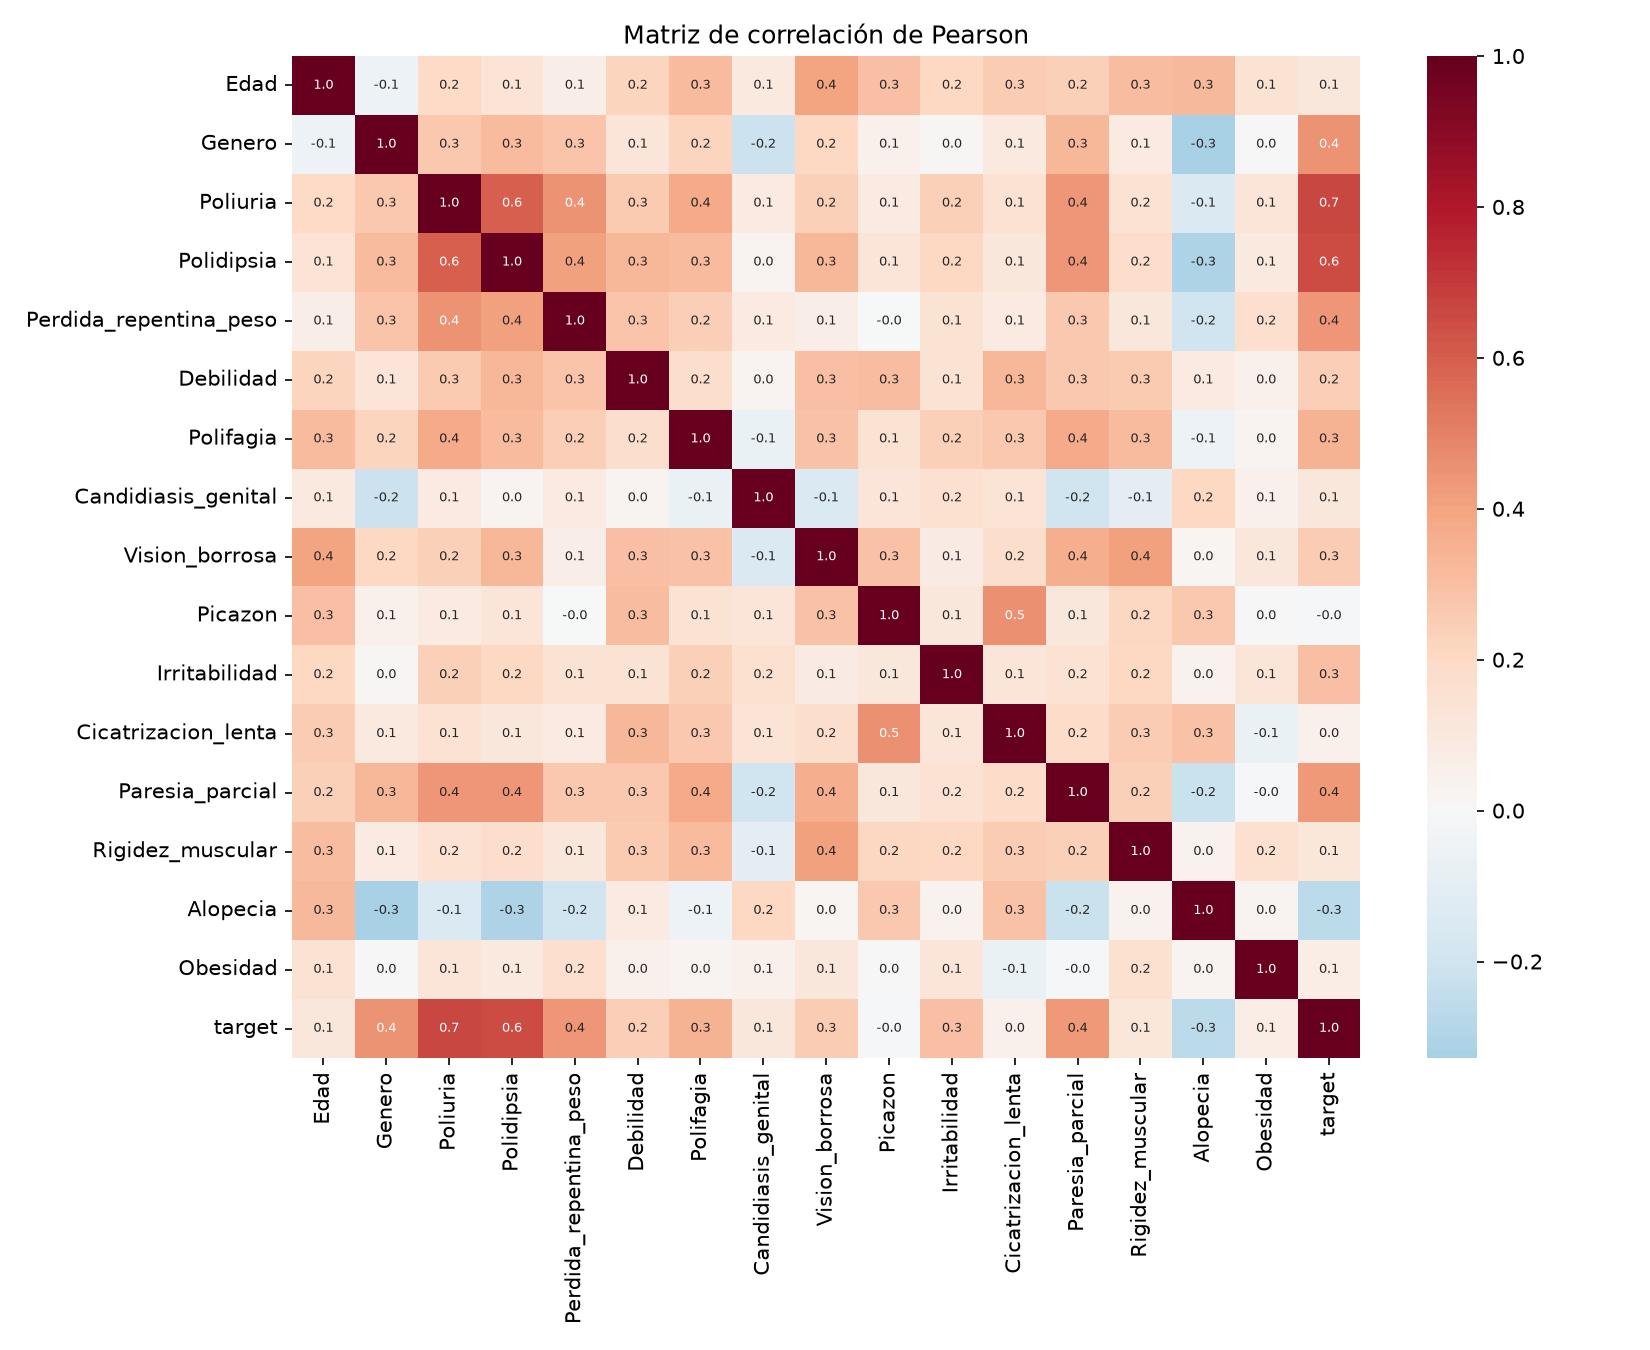 Matriz de correlación de Pearson
Edad 1.0 -0.1 0.2 0.1 0.1 0.2 0.3 0.1 0.4 0.3 0.2 0.3 0.2 0.3 0.3 0.1 0.1
Genero -0.1 1.0 0.3 0.3 0.3 0.1 0.2 -0.2 0.2 0.1 0.0 0.1 0.3 0.1 -0.3 0.0 0.4
Poliuria 0.2 0.3 1.0 0.6 0.4 0.3 0.4 0.1 0.2 0.1 0.2 0.1 0.4 0.2 -0.1 0.1 0.7
Polidipsia 0.1 0.3 0.6 1.0 0.4 0.3 0.3 0.0 0.3 0.1 0.2 0.1 0.4 0.2 -0.3 0.1 0.6
Perdida_repentina_peso 0.1 0.3 0.4 0.4 1.0 0.3 0.2 0.1 0.1 -0.0 0.1 0.1 0.3 0.1 -0.2 0.2 0.4
Debilidad 0.2 0.1 0.3 0.3 0.3 1.0 0.2 0.0 0.3 0.3 0.1 0.3 0.3 0.3 0.1 0.0 0.2
Polifagia 0.3 0.2 0.4 0.3 0.2 0.2 1.0 -0.1 0.3 0.1 0.2 0.3 0.4 0.3 -0.1 0.0 0.3
Candidiasis_genital 0.1 -0.2 0.1 0.0 0.1 0.0 -0.1 1.0 -0.1 0.1 0.2 0.1 -0.2 -0.1 0.2 0.1 0.1
Vision_borrosa 0.4 0.2 0.2 0.3 0.1 0.3 0.3 -0.1 1.0 0.3 0.1 0.2 0.4 0.4 0.0 0.1 0.3
Picazon 0.3 0.1 0.1 0.1 -0.0 0.3 0.1 0.1 0.3 1.0 0.1 0.5 0.1 0.2 0.3 0.0 -0.0
Irritabilidad 0.2 0.0 0.2 0.2 0.1 0.1 0.2 0.2 0.1 0.1 1.0 0.1 0.2 0.2 0.0 0.1 0.3
Cicatrizacion_lenta 0.3 0.1 0.1 0.1 0.1 0.3 0.3 0.1 0.2 0.5 0.1 1.0 0.2 0.3 0.3 -0.1 0.0
Paresia_parcial 0.2 0.3 0.4 0.4 0.3 0.3 0.4 -0.2 0.4 0.1 0.2 0.2 1.0 0.2 -0.2 -0.0 0.4
Rigidez_muscular 0.3 0.1 0.2 0.2 0.1 0.3 0.3 -0.1 0.4 0.2 0.2 0.3 0.2 1.0 0.0 0.2 0.1
Alopecia 0.3 -0.3 -0.1 -0.3 -0.2 0.1 -0.1 0.2 0.0 0.3 0.0 0.3 -0.2 0.0 1.0 0.0 -0.3
Obesidad 0.1 0.0 0.1 0.1 0.2 0.0 0.0 0.1 0.1 0.0 0.1 -0.1 -0.0 0.2 0.0 1.0 0.1
target 0.1 0.4 0.7 0.6 0.4 0.2 0.3 0.1 0.3 -0.0 0.3 0.0 0.4 0.1 -0.3 0.1 1.0
Edad
Genero
Poliuria
Polidipsia
Perdida_repentina_peso
Debilidad
Polifagia
Candidiasis_genital
Vision_borrosa
Picazon
Irritabilidad
Cicatrizacion_lenta
Paresia_parcial
Rigidez_muscular
Alopecia
Obesidad
target
1.0
0.8
0.6
0.4
0.2
0.0
−0.2